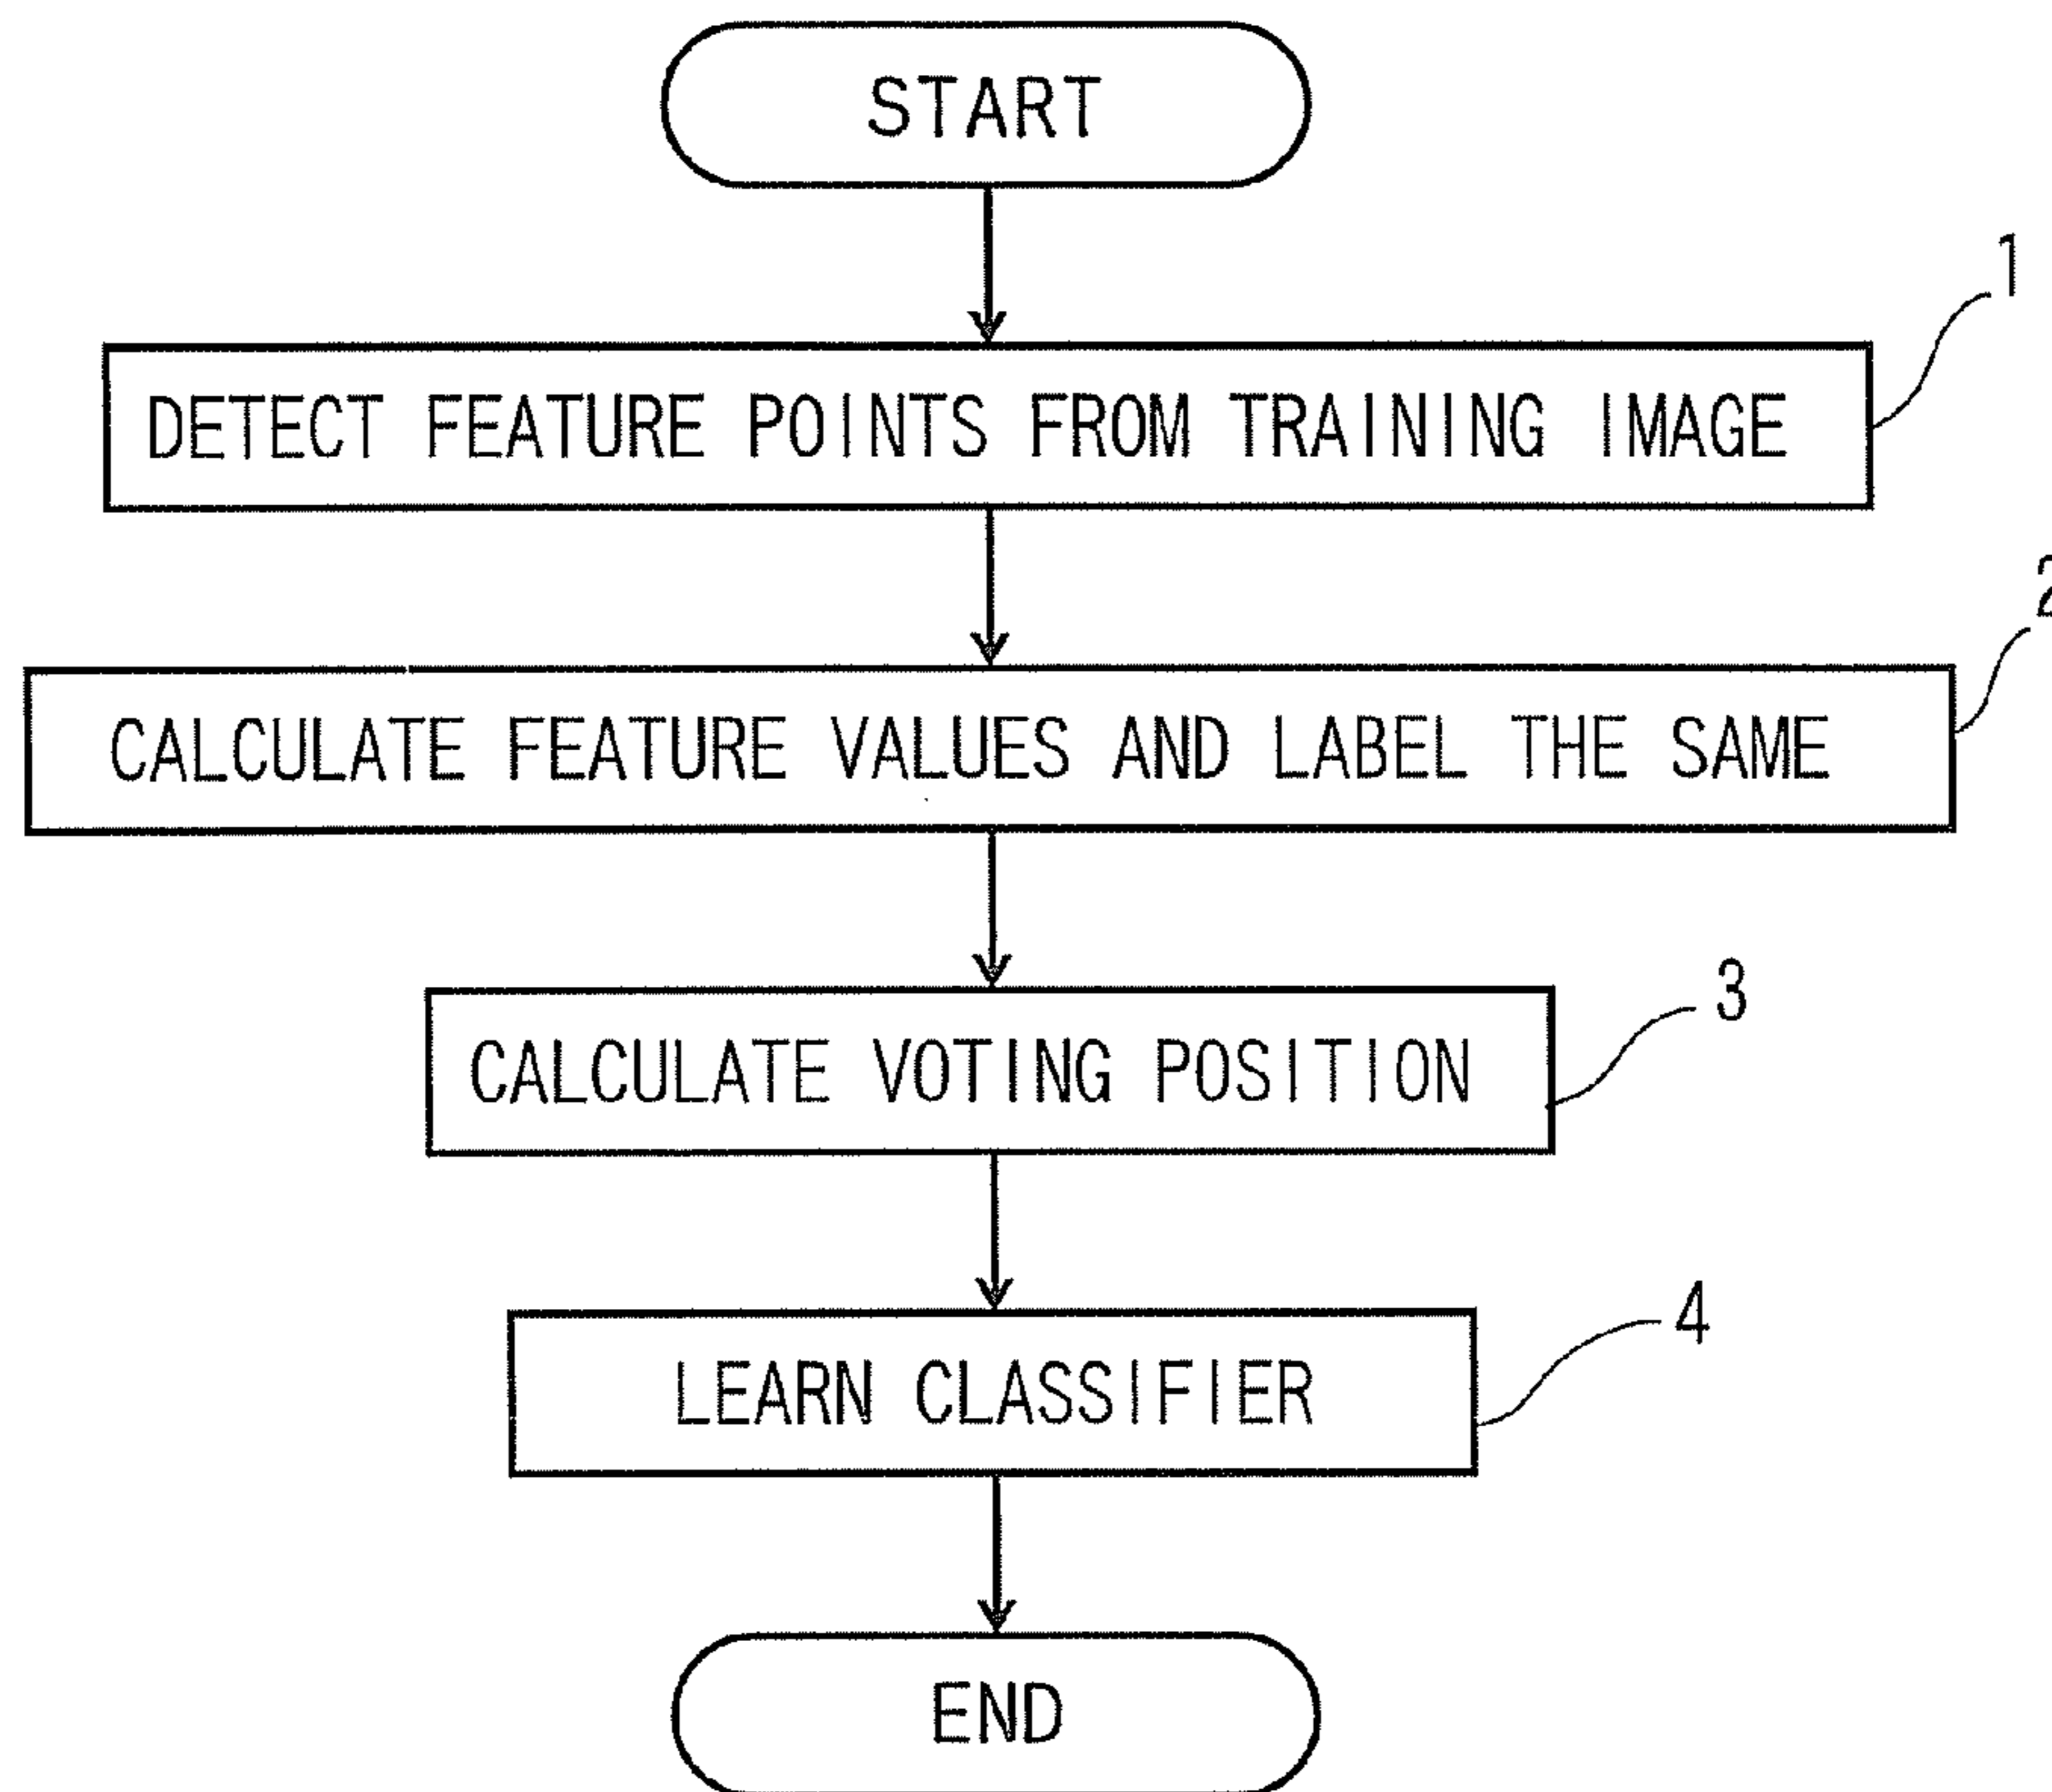 START
1
DETECT FEATURE POINTS FROM TRAINING IMAGE
2
CALCULATE FEATURE VALUES AND LABEL THE SAME
3
CALCULATE VOTING POSITION
4
LEARN CLASSIFIER
END